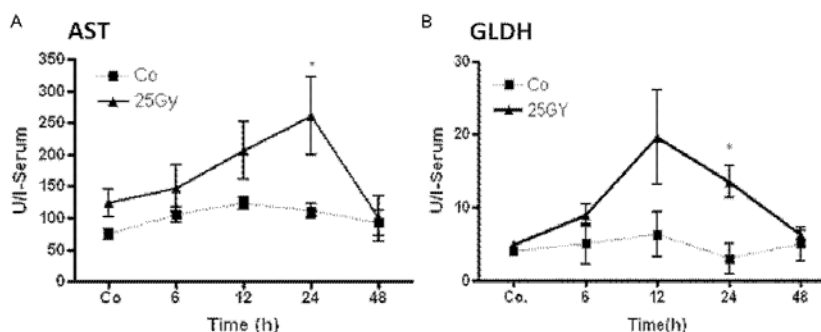 A AST
350
300
250
200
150
100
50
0
U/l-Serum
Co
25Gy
*
Co 6 12 24 48
Time (h)
B GLDH
30
20
10
0
U/l-Serum
Co
25GY
*
Co. 6 12 24 48
Time(h)